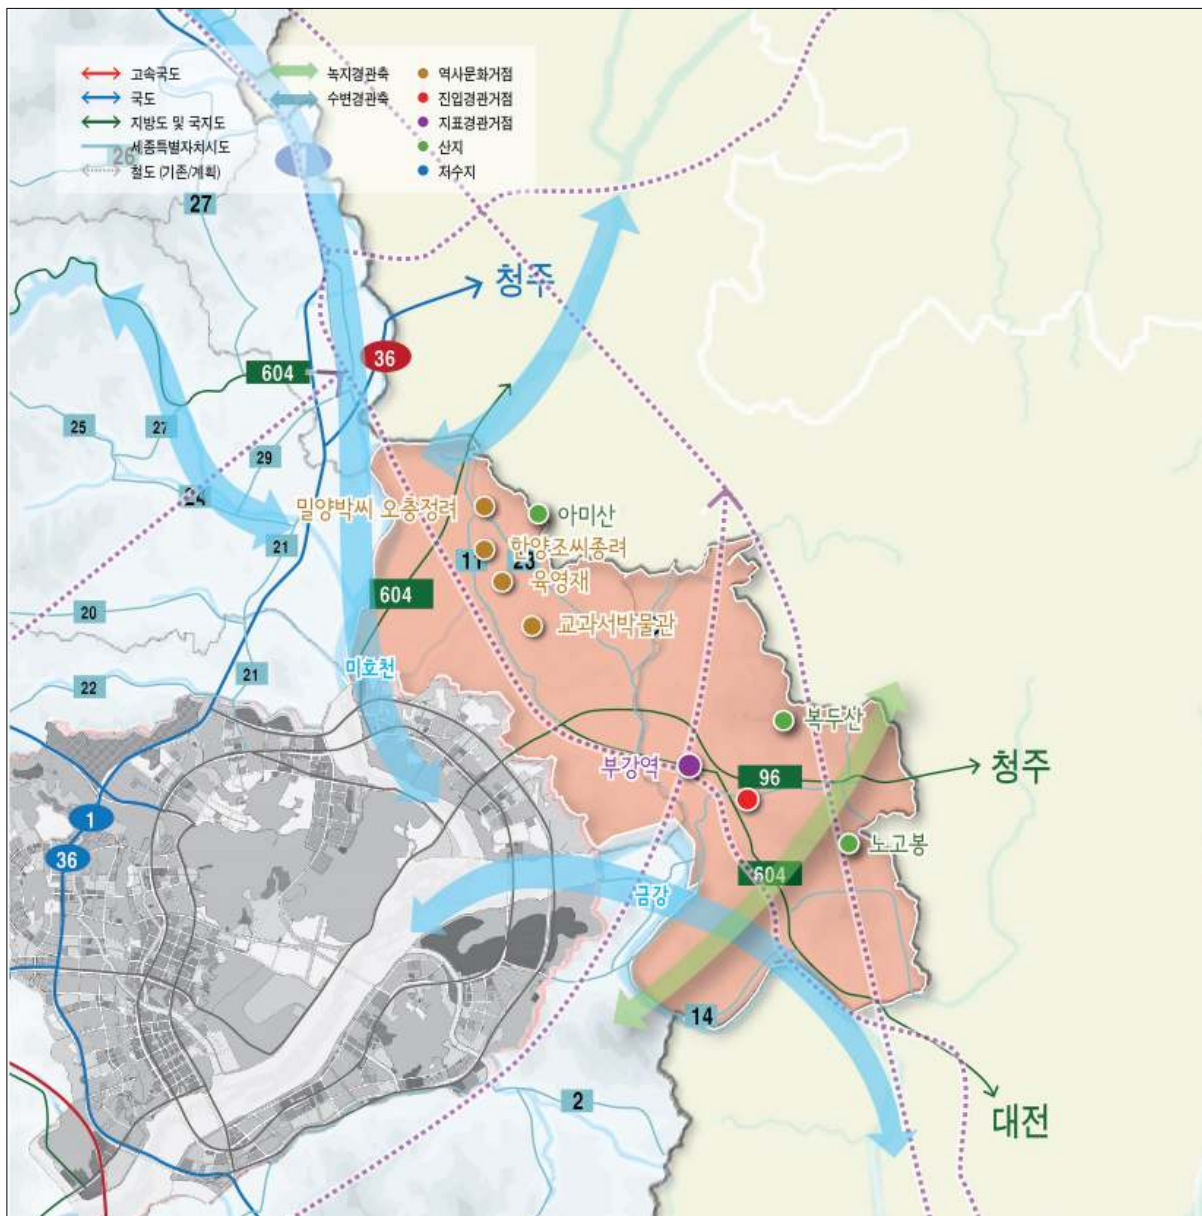 고속국도
국도
지방도 및 국지도
세종특별자치시도
철도 (기존/계획)
녹지경관축
수변경관축
역사문화거점
진입경관거점
지표경관거점
산지
저수지
26
27
청주
36
604
25
27
29
24
21
밀양박씨 오충정려
아미산
11
23
한양조씨종려
육영재
604
20
교과서박물관
미호천
21
22
복두산
부강역
96
청주
1
36
노고봉
604
금강
14
2
대전